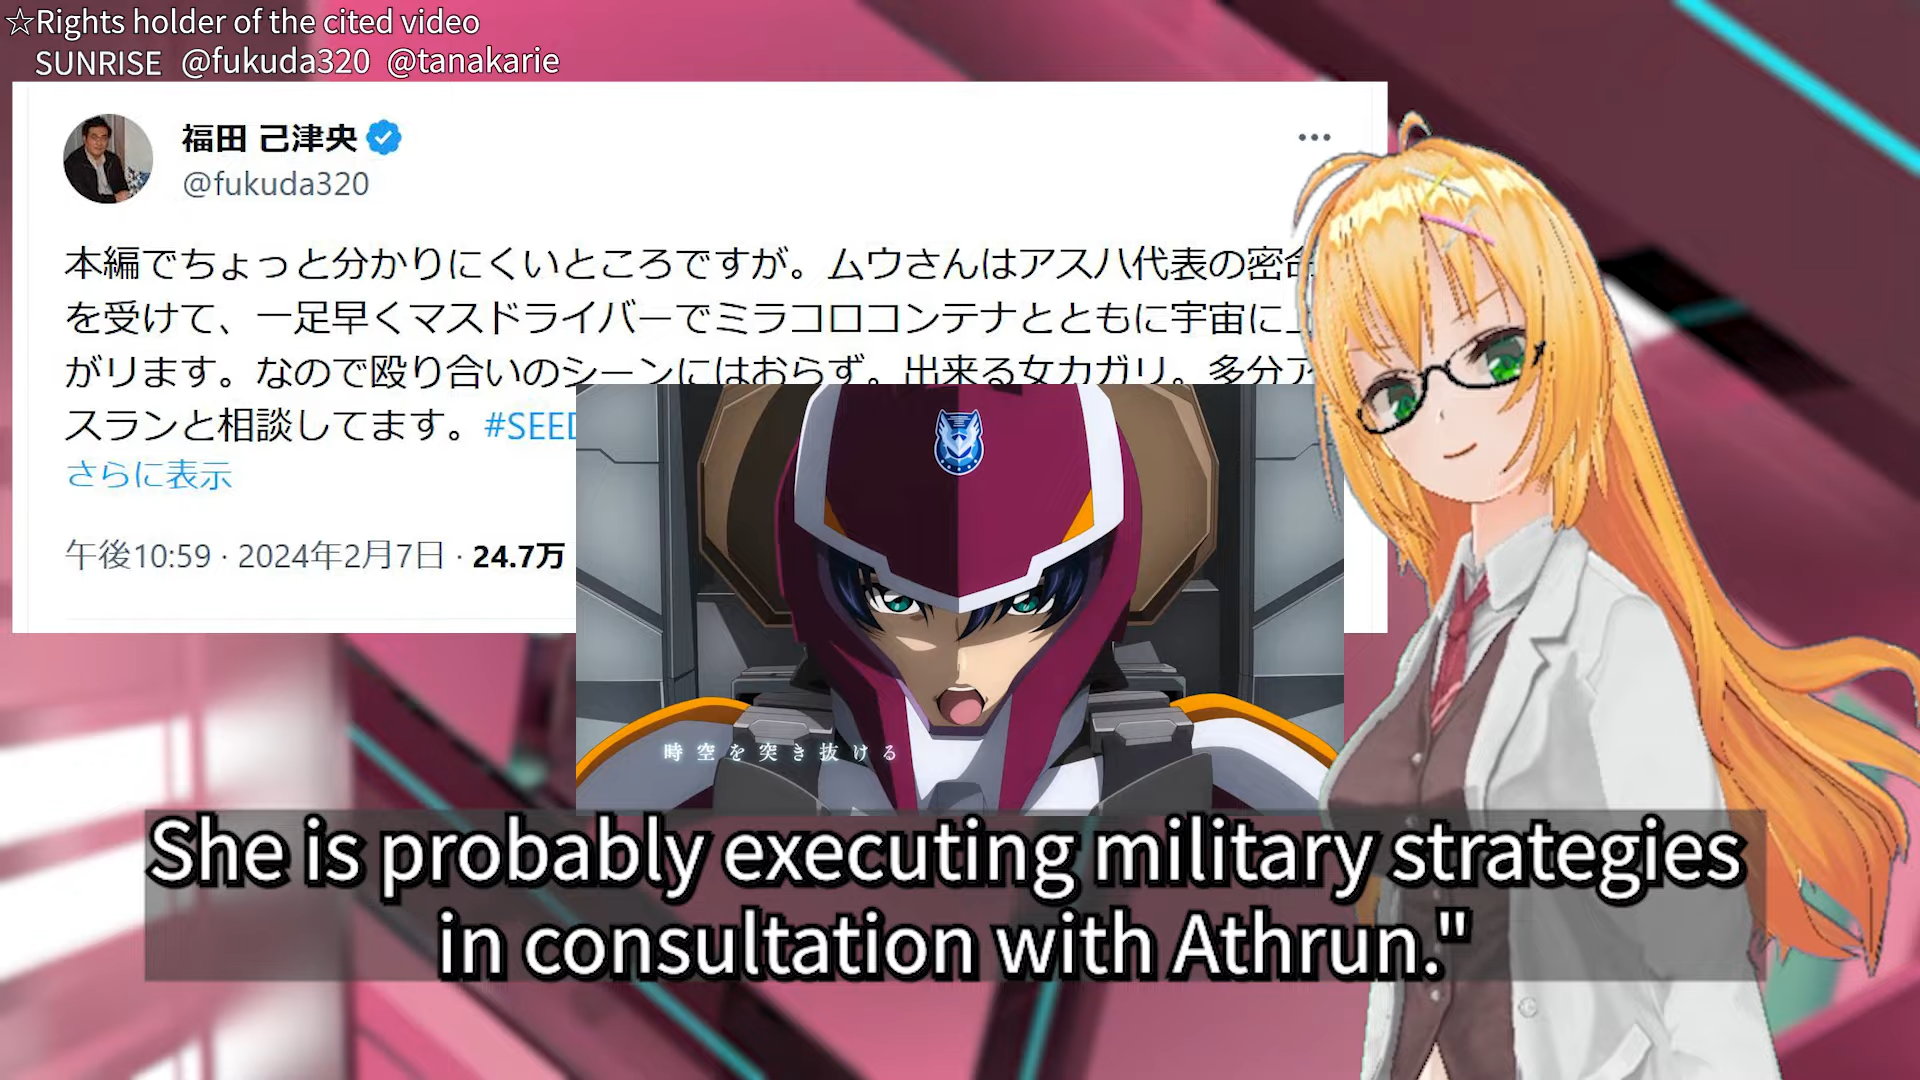 ☆Rights holder of the cited video
SUNRISE @fukuda320 @tanakarie
福田 己津央
@fukuda320
本編でちょっと分かりにくいところですが。ムウさんはアスハ代表の密命
を受けて、一足早くマスドライバーでミラコロコンテナとともに宇宙に上
がります。なので殴り合いのシーンにはおらず。出来る女カガリ。多分ア
スランと相談してます。#SEED
さらに表示
午後10:59 · 2024年2月7日 · 24.7万
時空を突き抜ける
She is probably executing military strategies
in consultation with Athrun."